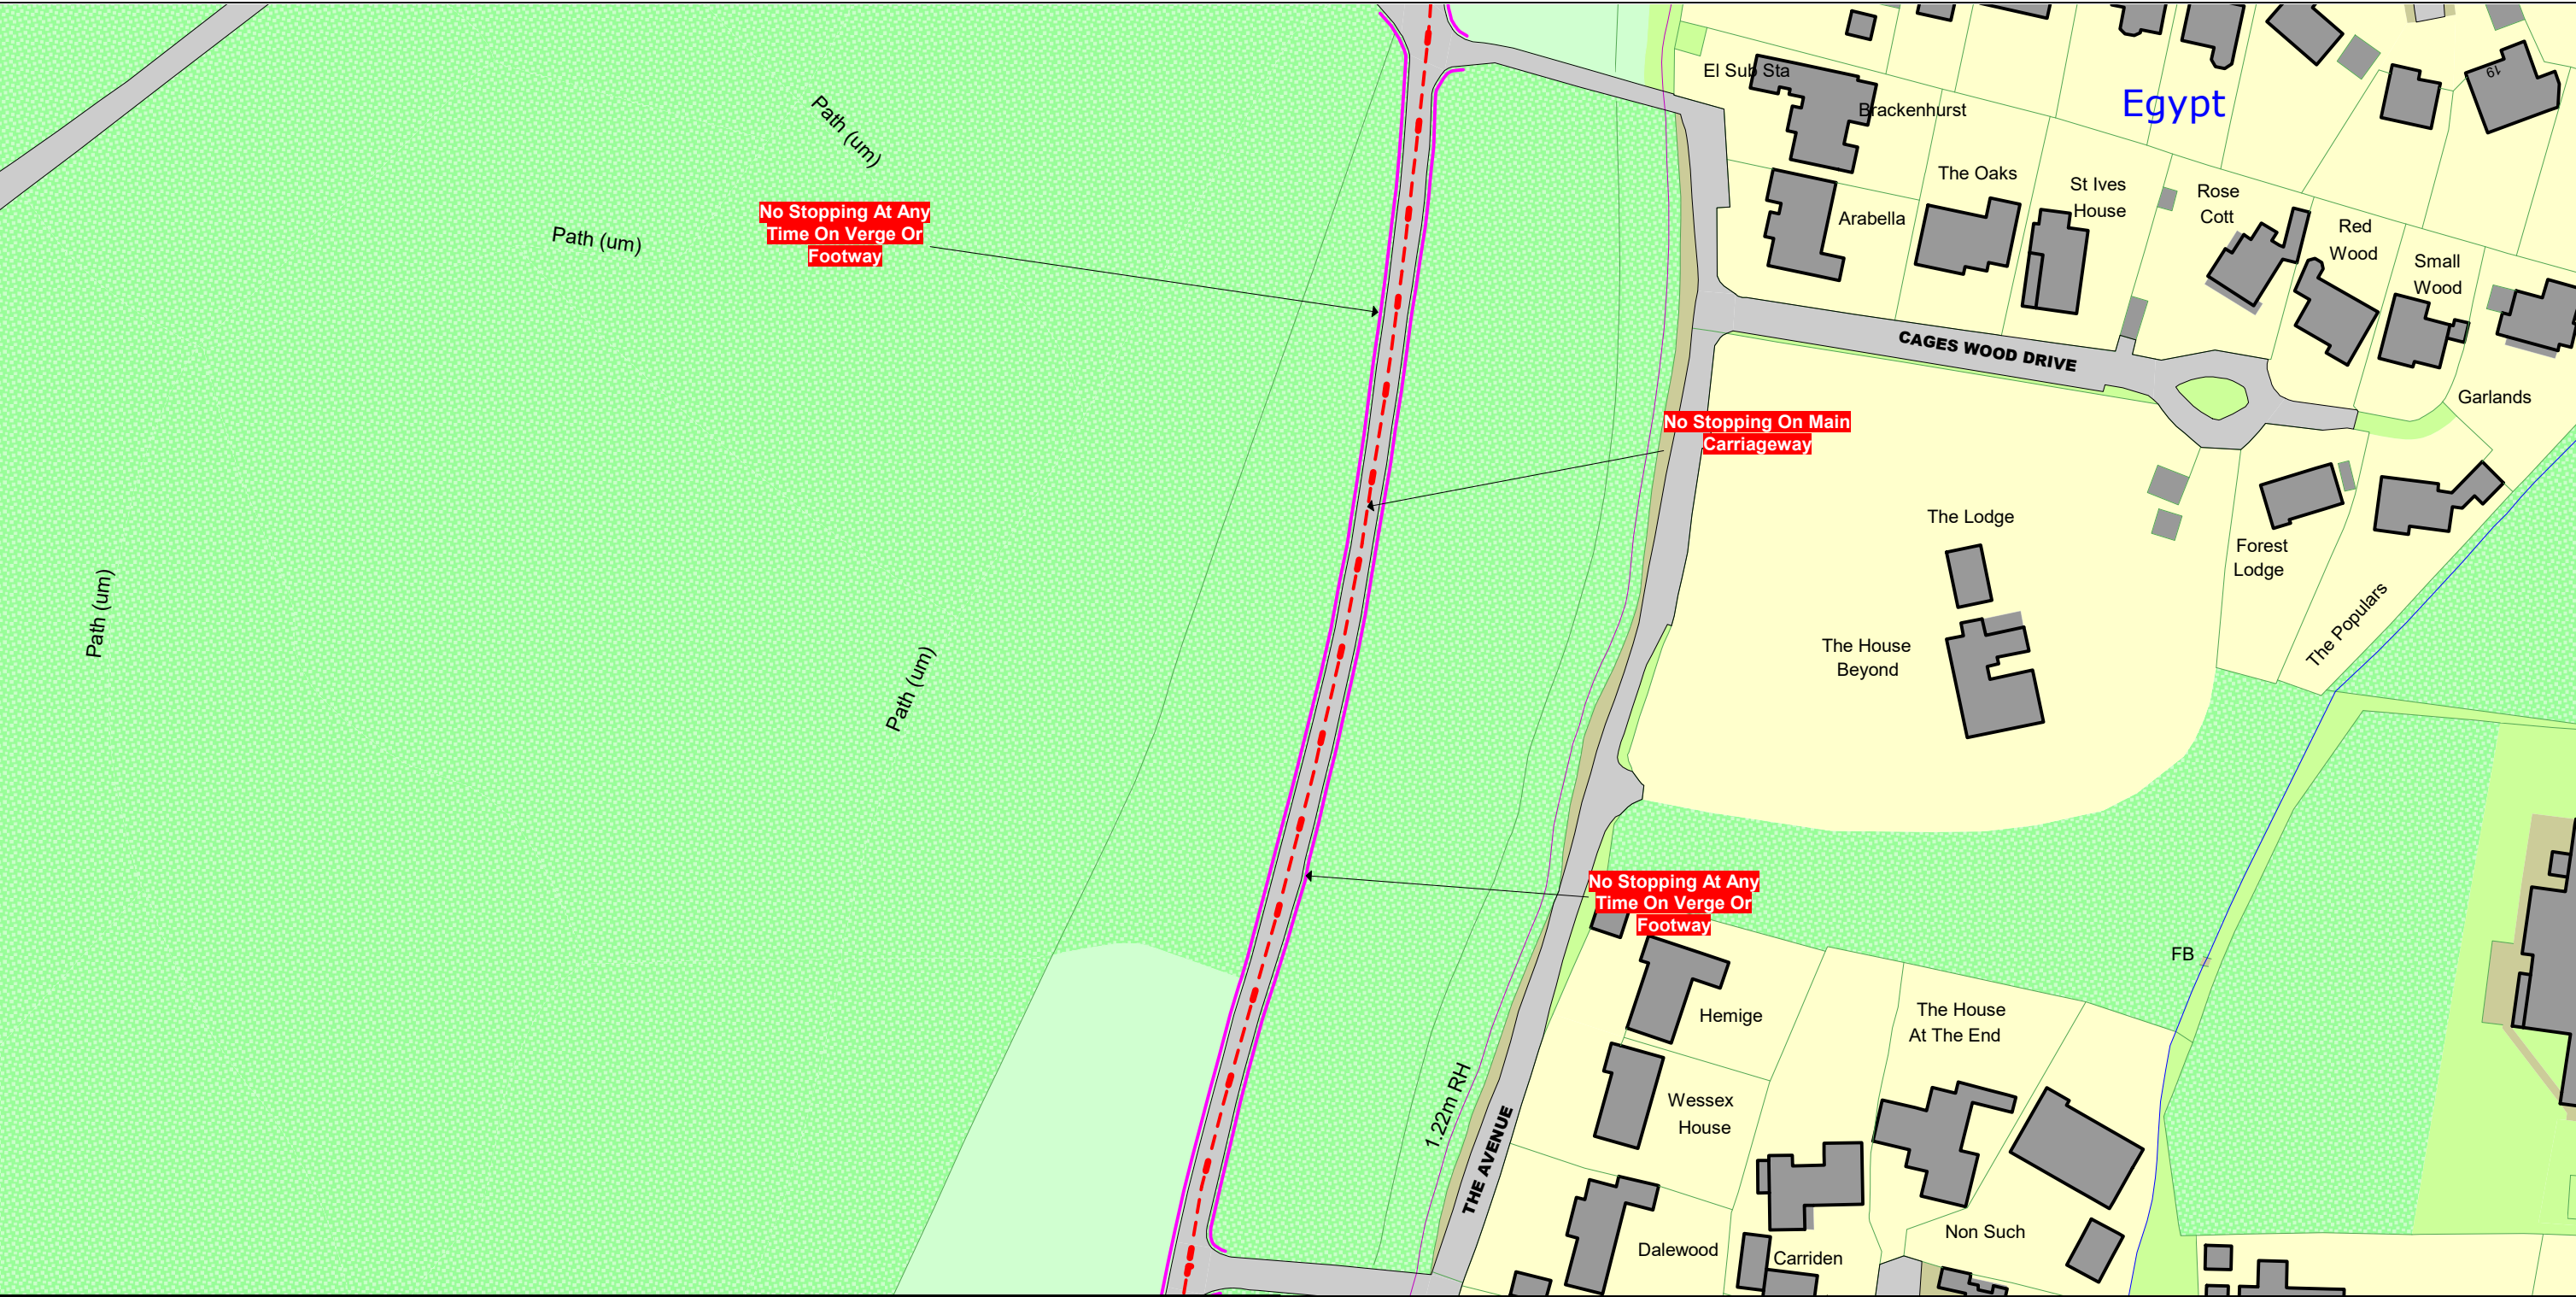 El Sub Sta
Brackenhurst
Egypt
19
Path (um)
The Oaks
St Ives
House
Rose
Cott
Arabella
Red
Wood
No Stopping At Any
Time On Verge Or
Footway
Path (um)
Small
Wood
CAGES WOOD DRIVE
Garlands
No Stopping On Main
Carriageway
The Lodge
Forest
Lodge
Path (um)
The Populars
The House
Beyond
Path (um)
No Stopping At Any
Time On Verge Or
Footway
FB
Hemige
The House
At The End
1.22m RH
Wessex
House
THE AVENUE
Non Such
Dalewood
Carriden